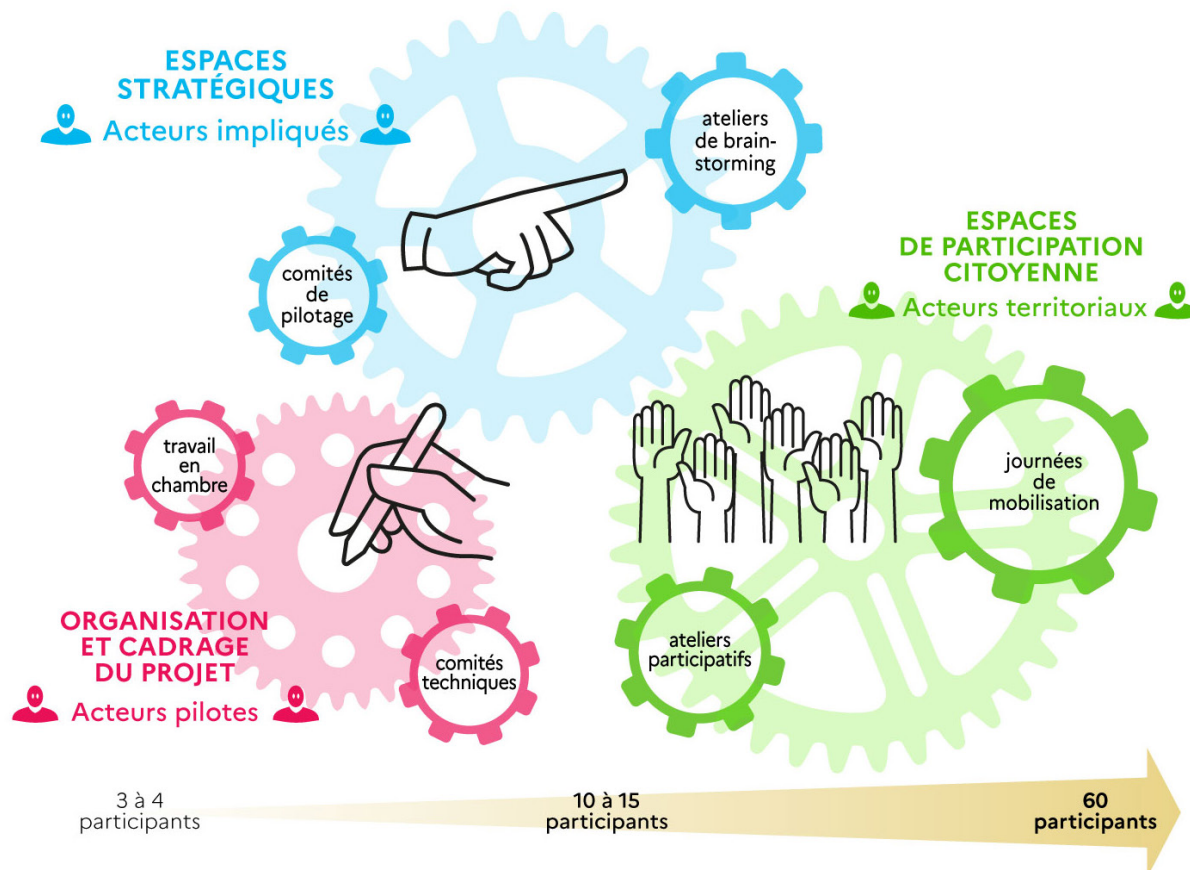 ESPACES
STRATÉGIQUES
Acteurs impliqués
ateliers
de brain-
storming
comités
de
pilotage
ESPACES
DE PARTICIPATION
CITOYENNE
Acteurs territoriaux
journées
de
mobilisation
ateliers
participatifs
travail
en
chambre
ORGANISATION
ET CADRAGE
DU PROJET
Acteurs pilotes
comités
techniques
3 à 4
participants
10 à 15
participants
60
participants